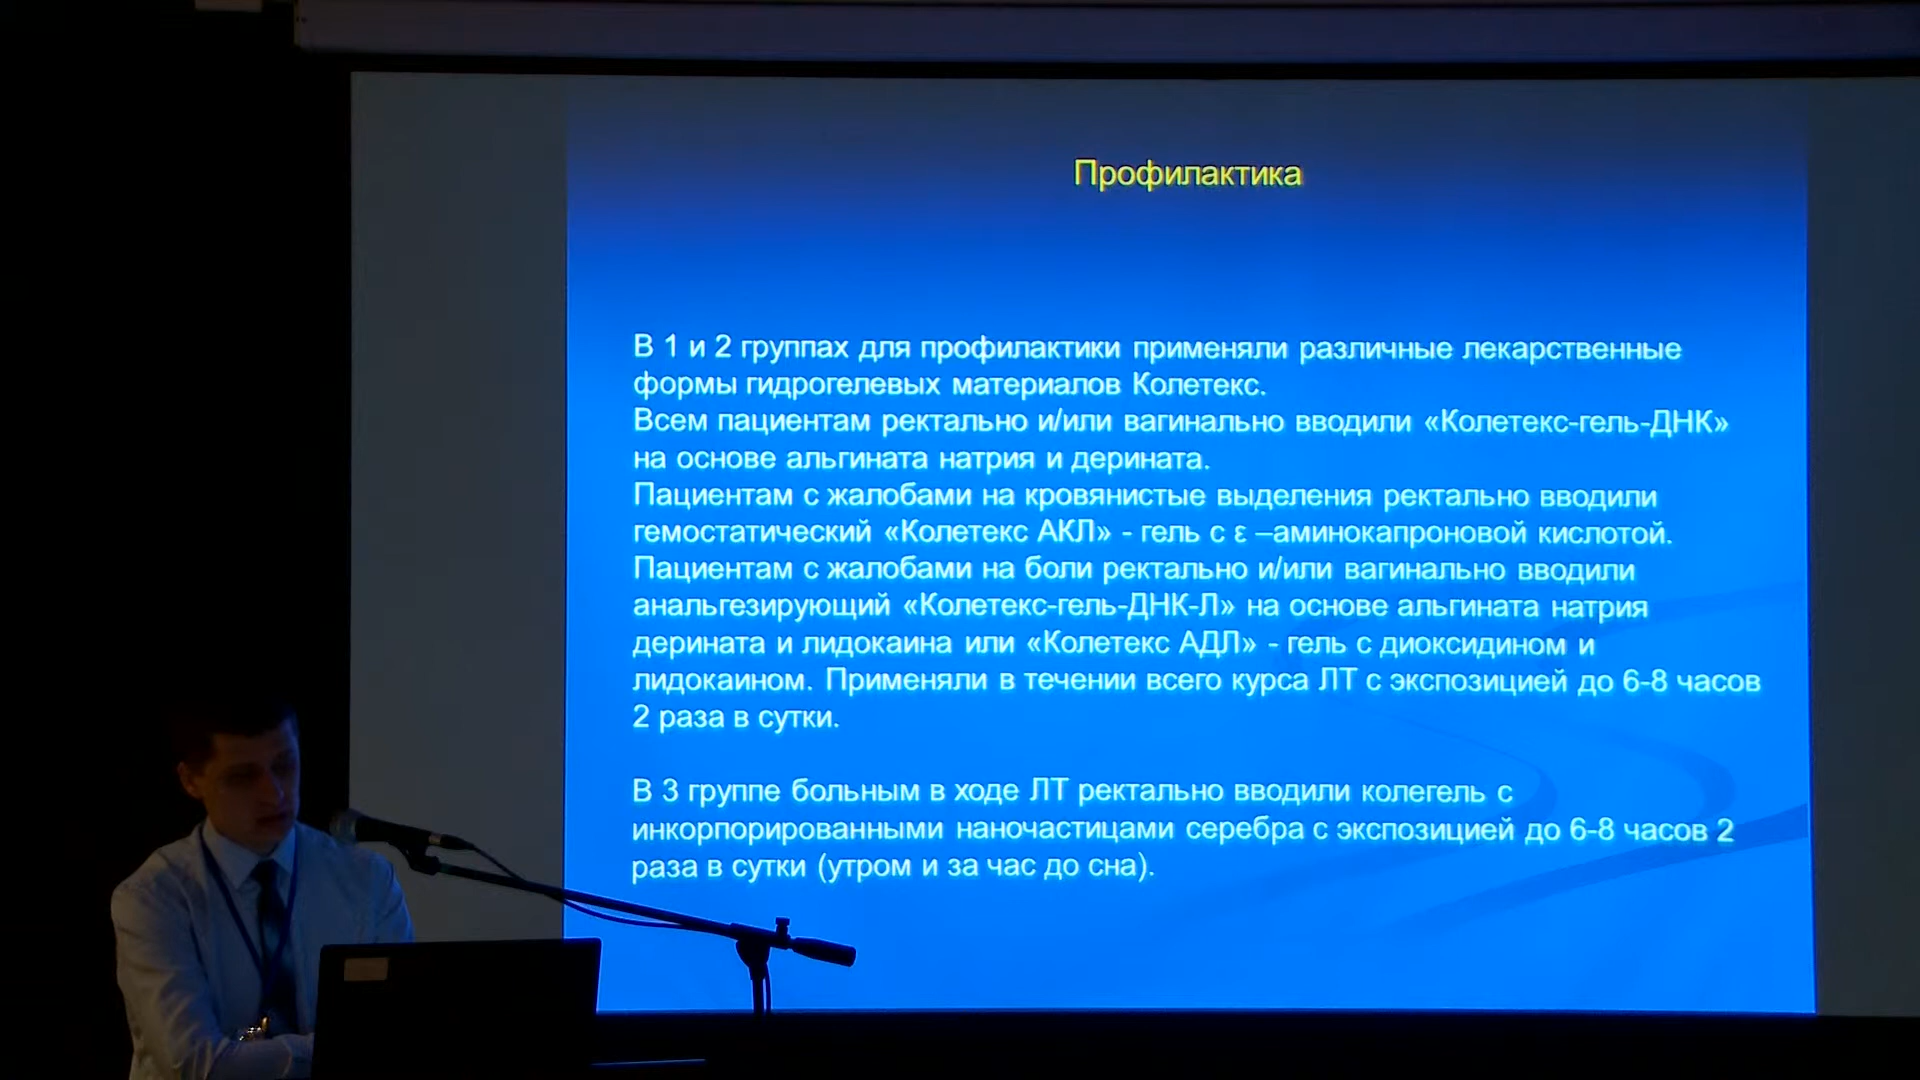 Профилактика
В 1 и 2 группах для профилактики применяли различные лекарственные
формы гидрогелевых материалов Колетекс.
Всем пациентам ректально и/или вагинально вводили «Колетекс-гель-ДНК»
на основе альгината натрия и дерината.
Пациентам с жалобами на кровянистые выделения ректально вводили
гемостатический «Колетекс АКЛ» - гель с ε –аминокапроновой кислотой.
Пациентам с жалобами на боли ректально и/или вагинально вводили
анальгезирующий «Колетекс-гель-ДНК-Л» на основе альгината натрия
дерината и лидокаина или «Колетекс АДЛ» - гель с диоксидином и
лидокаином. Применяли в течении всего курса ЛТ с экспозицией до 6-8 часов
2 раза в сутки.
В 3 группе больным в ходе ЛТ ректально вводили колегель с
инкорпорированными наночастицами серебра с экспозицией до 6-8 часов 2
раза в сутки (утром и за час до сна).